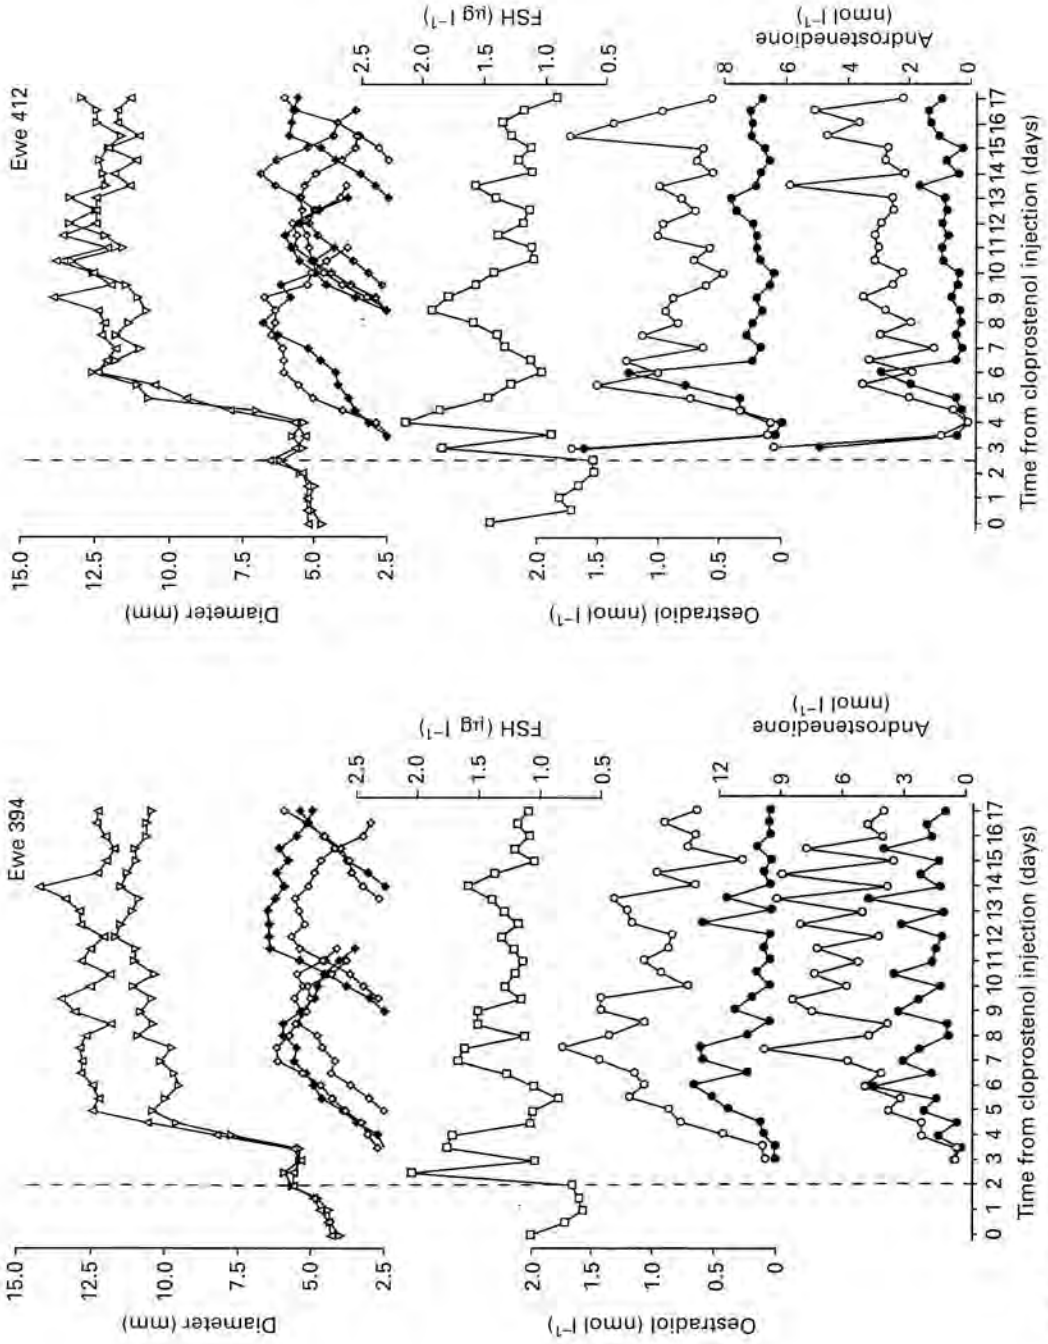 Ewe 394
15.0
12.5
10.0
7.5
5.0
2.5
Diameter (mm)
2.5
2.0
1.5
1.0
0.5
FSH (µg l⁻¹)
2.0
1.5
1.0
0.5
0
Oestradiol (nmol l⁻¹)
12
9
6
3
0
Androstenedione
(nmol l⁻¹)
0 1 2 3 4 5 6 7 8 9 10 11 12 13 14 15 16 17
Time from cloprostenol injection (days)
Ewe 412
15.0
12.5
10.0
7.5
5.0
2.5
Diameter (mm)
2.5
2.0
1.5
1.0
0.5
FSH (µg l⁻¹)
2.0
1.5
1.0
0.5
0
Oestradiol (nmol l⁻¹)
8
6
4
2
0
Androstenedione
(nmol l⁻¹)
0 1 2 3 4 5 6 7 8 9 10 11 12 13 14 15 16 17
Time from cloprostenol injection (days)